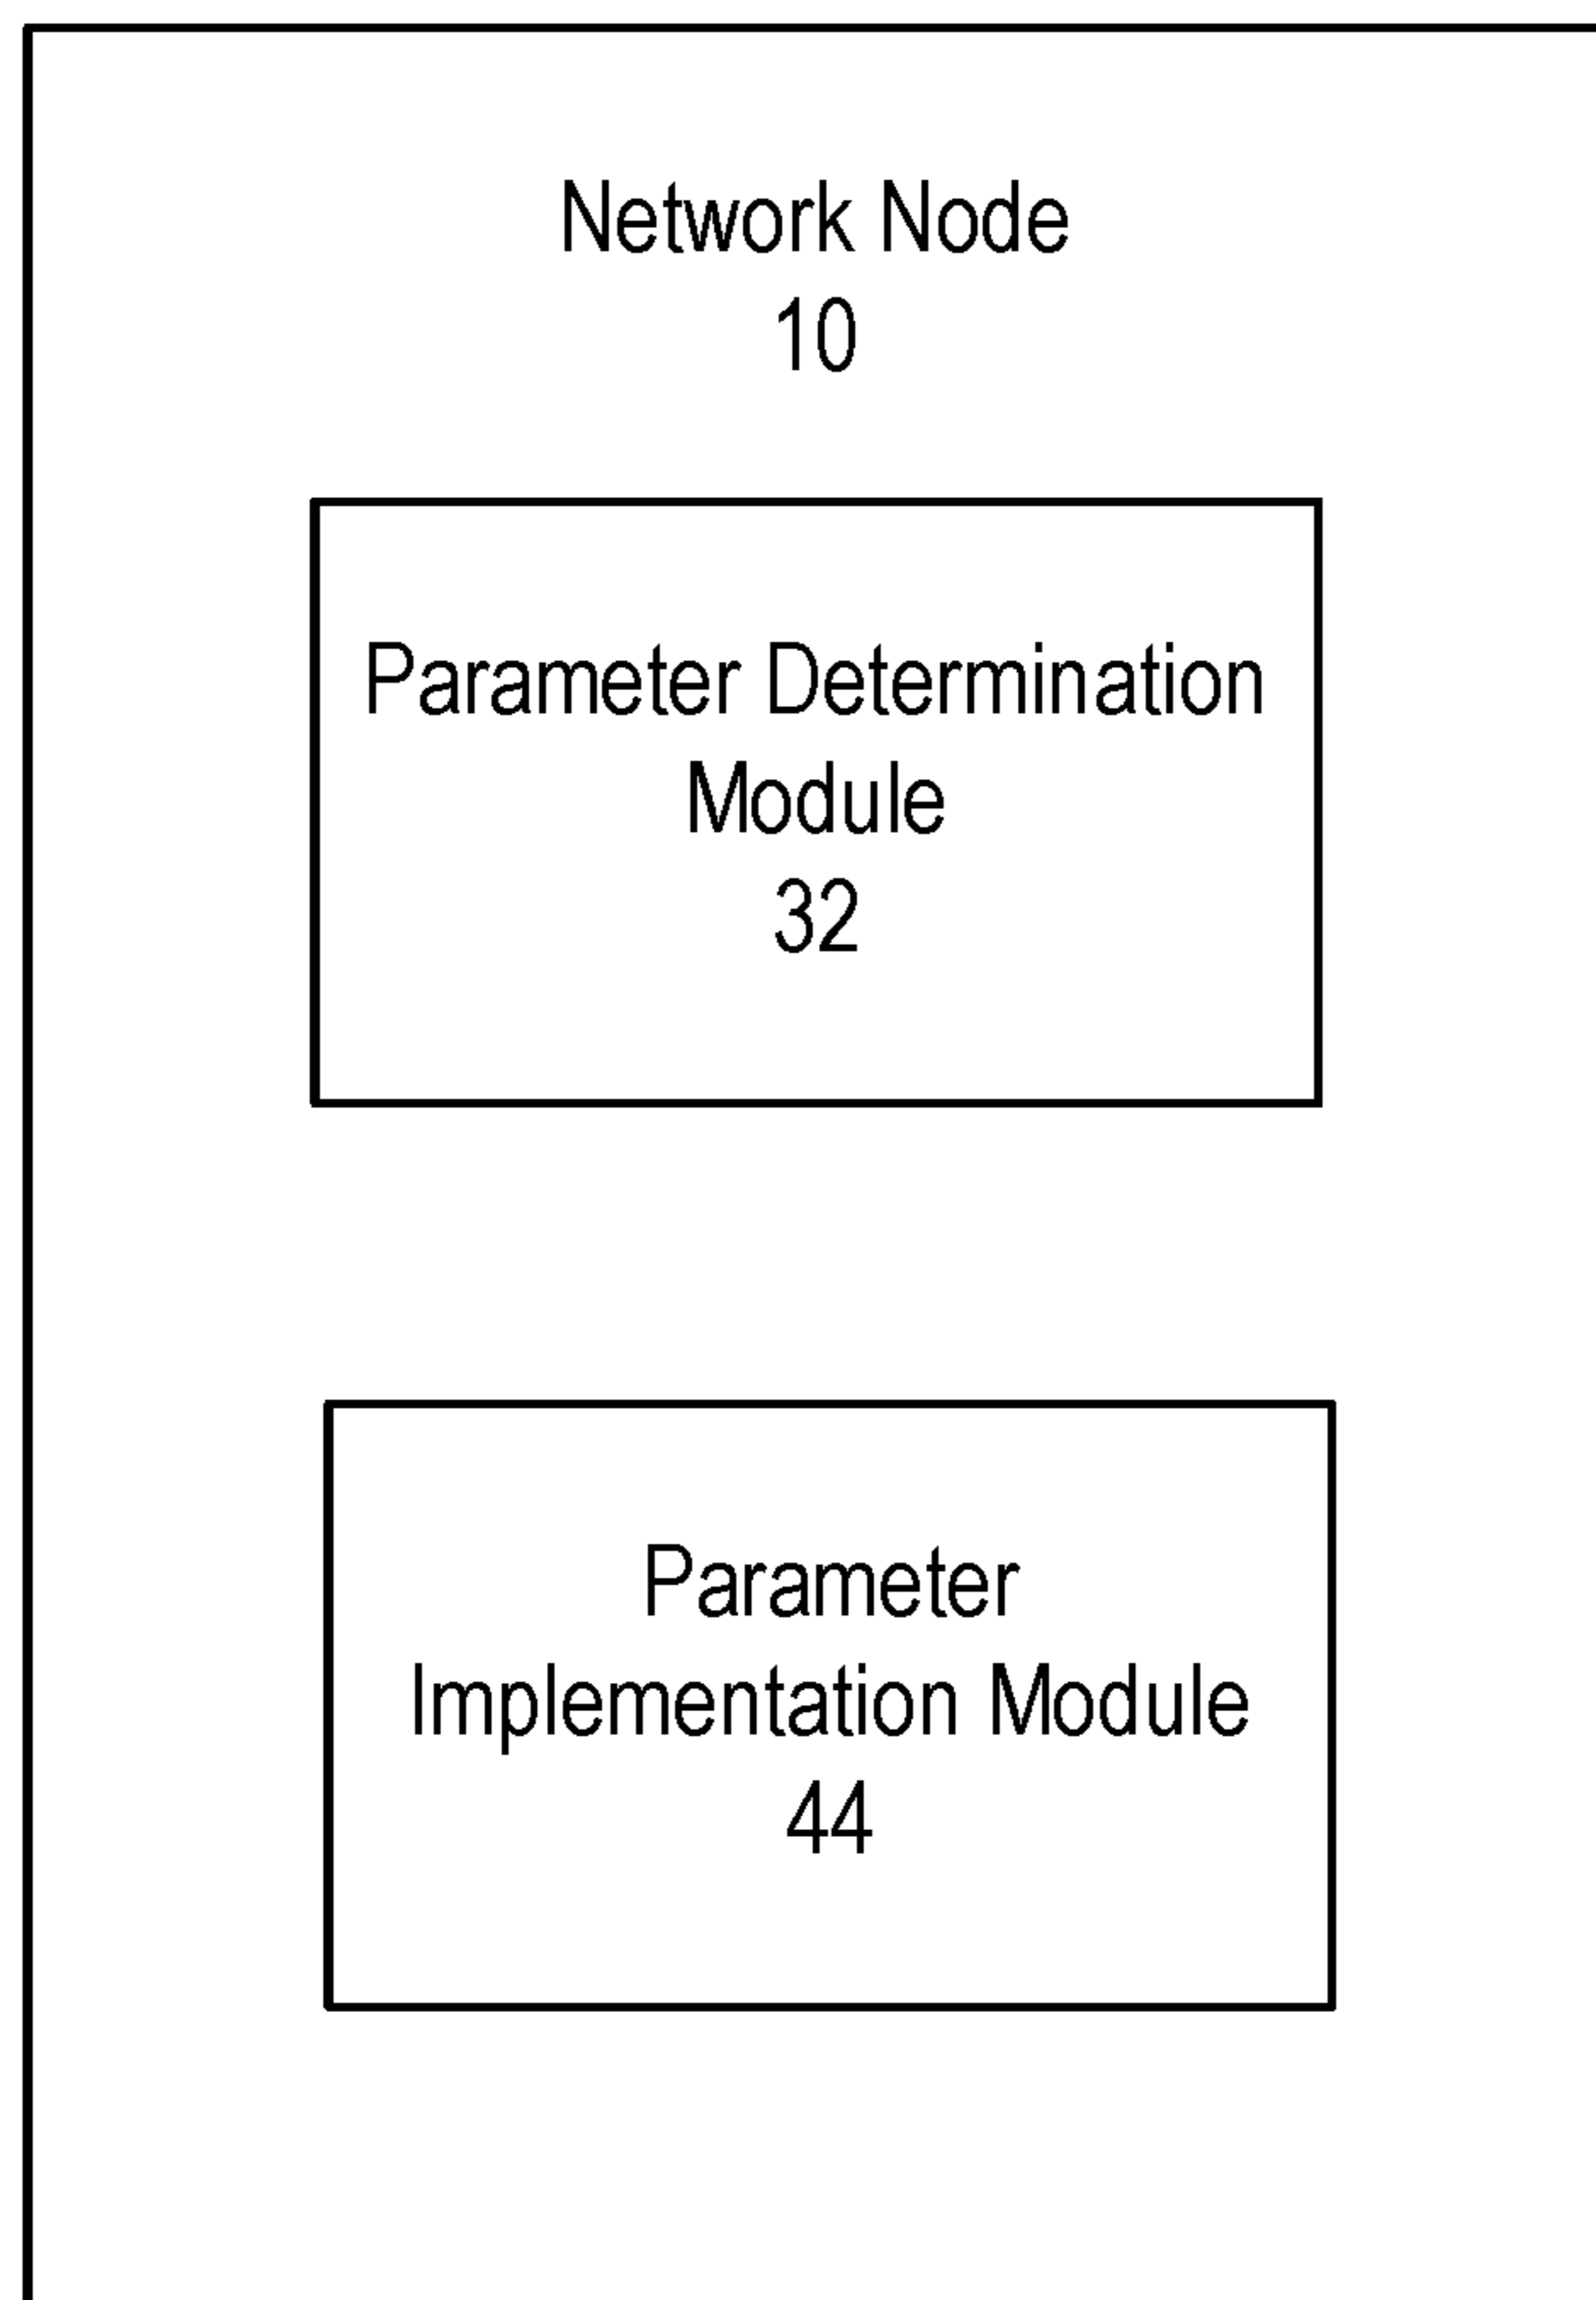 Network Node
10
Parameter Determination
Module
32
Parameter
Implementation Module
44